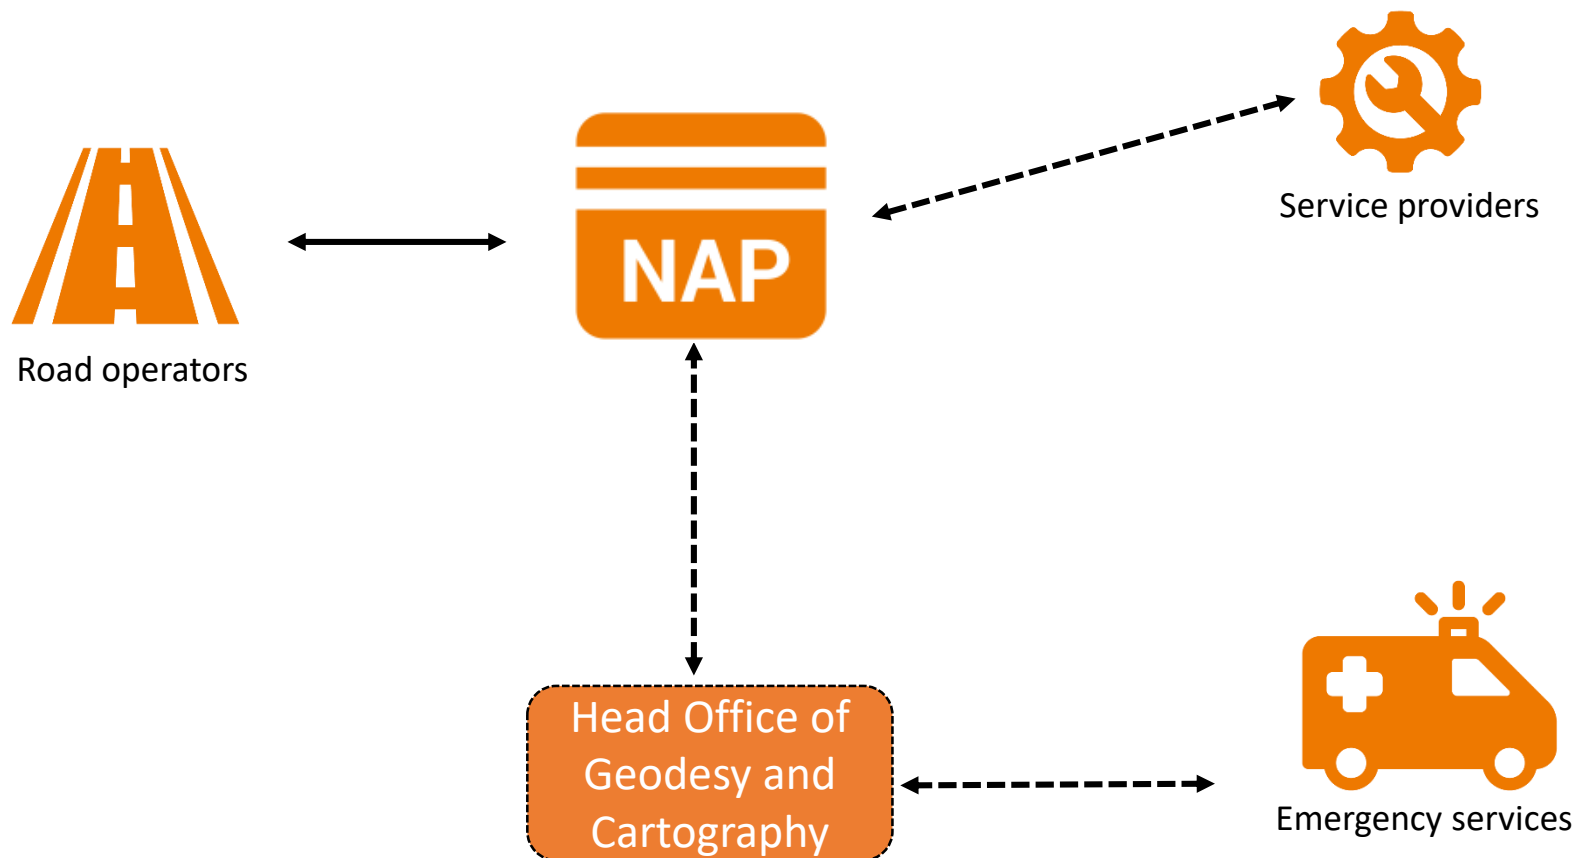 Service providers
NAP
Road operators
Head Office of
Geodesy and
Cartography
Emergency services